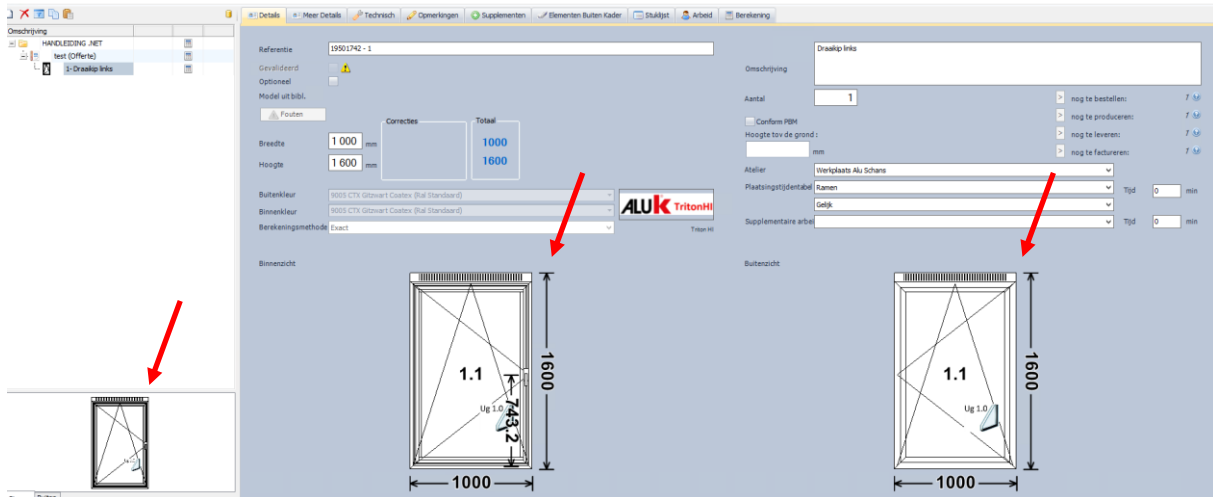 Omschrijving
HANDLEIDING .NET
test (Offerte)
1- Draaikip links
Details Meer Details Technisch Opmerkingen Supplementen Elementen Buiten Kader Stuklijst Arbeid Berekening
Referentie 19501742 - 1
Gevalideerd
Optioneel
Model uit bibl.
Fouten
Correcties Totaal
Breedte 1 000 mm 1000
Hoogte 1 600 mm 1600
Buitenkleur 9005 CTX Gitzwart Coatex (Ral Standaard)
Binnenkleur 9005 CTX Gitzwart Coatex (Ral Standaard)
Berekeningsmethode Exact
ALUK TritonHI
Triton HI
Omschrijving Draaikip links
Aantal 1
Conform PBM
Hoogte tov de grond :
mm
> nog te bestellen: 1
> nog te produceren: 1
> nog te leveren: 1
> nog te factureren: 1
Atelier Werkplaats Alu Schans
Plaatsingstijdentabel Ramen Tijd 0 min
Gelijk
Supplementaire arbei Tijd 0 min
Binnenzicht
1.1
Ug 1.0
743.2
1600
1000
Buitenzicht
1.1
Ug 1.0
1600
1000